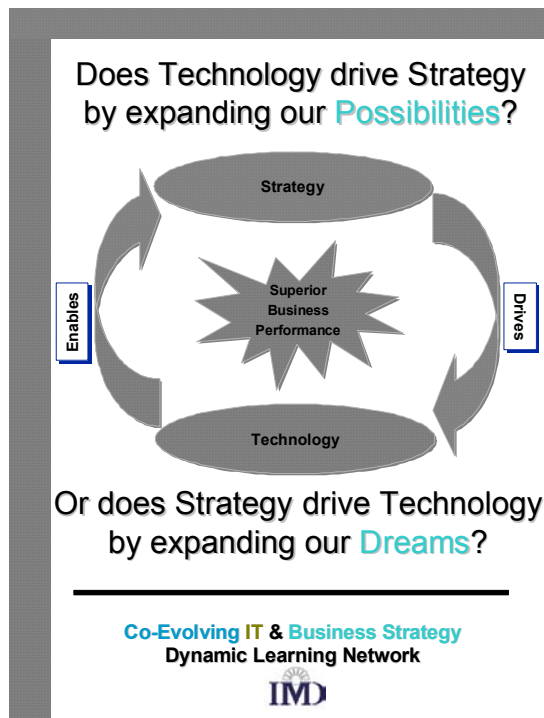 Does Technology drive Strategy
by expanding our Possibilities?
Strategy
Enables
Superior
Business
Performance
Drives
Technology
Or does Strategy drive Technology
by expanding our Dreams?
Co-Evolving IT & Business Strategy
Dynamic Learning Network
IMD